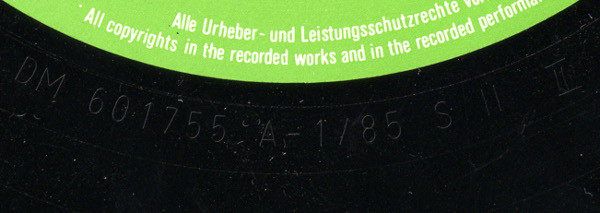 Alle Urheber- und Leistungsschutzrechte
All copyrights in the recorded works and in the recorded
DM 601755 A-1/85 S II II